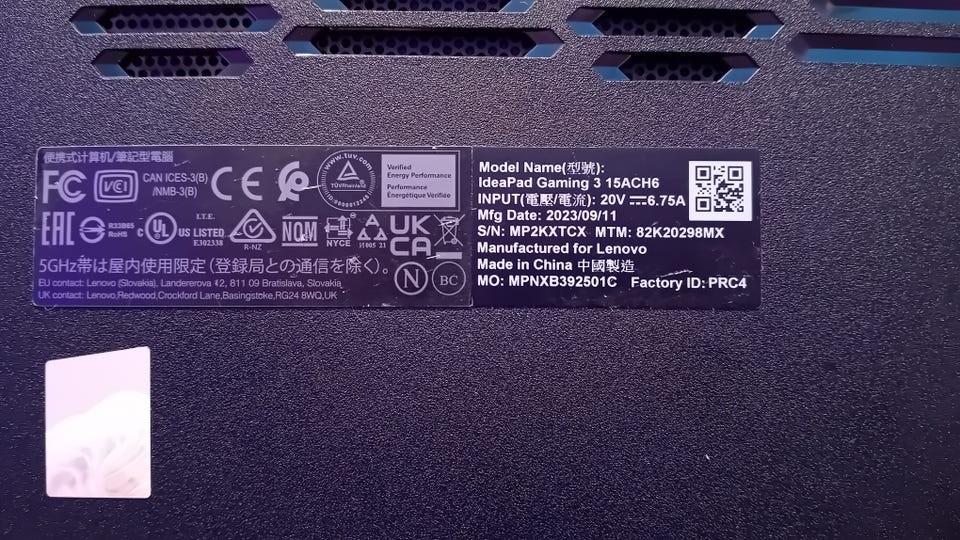 便携式计算机/筆記型電腦
FC
VCI
CAN ICES-3(B)
/NMB-3(B)
CE
www.tuv.com
TÜVRheinland
Verified
Energy Performance
Performance
Énergétique Vérifiée
EAC
R33B65
RoHS
c UL US LISTED
I.T.E.
E302338
R-NZ
NOM
NYCE
UK
CA
5GHz帯は屋内使用限定（登録局との通信を除く）。
N
BC
EU contact: Lenovo (Slovakia), Landererova 12, 811 09 Bratislava, Slovakia
UK contact: Lenovo,Redwood,Crockford Lane,Basingstoke,RG24 8WQ,UK
Model Name(型號):
IdeaPad Gaming 3 15ACH6
INPUT(電壓/電流): 20V ⎓6.75A
Mfg Date: 2023/09/11
S/N: MP2KXTCX MTM: 82K20298MX
Manufactured for Lenovo
Made in China 中國製造
MO: MPNXB392501C Factory ID: PRC4